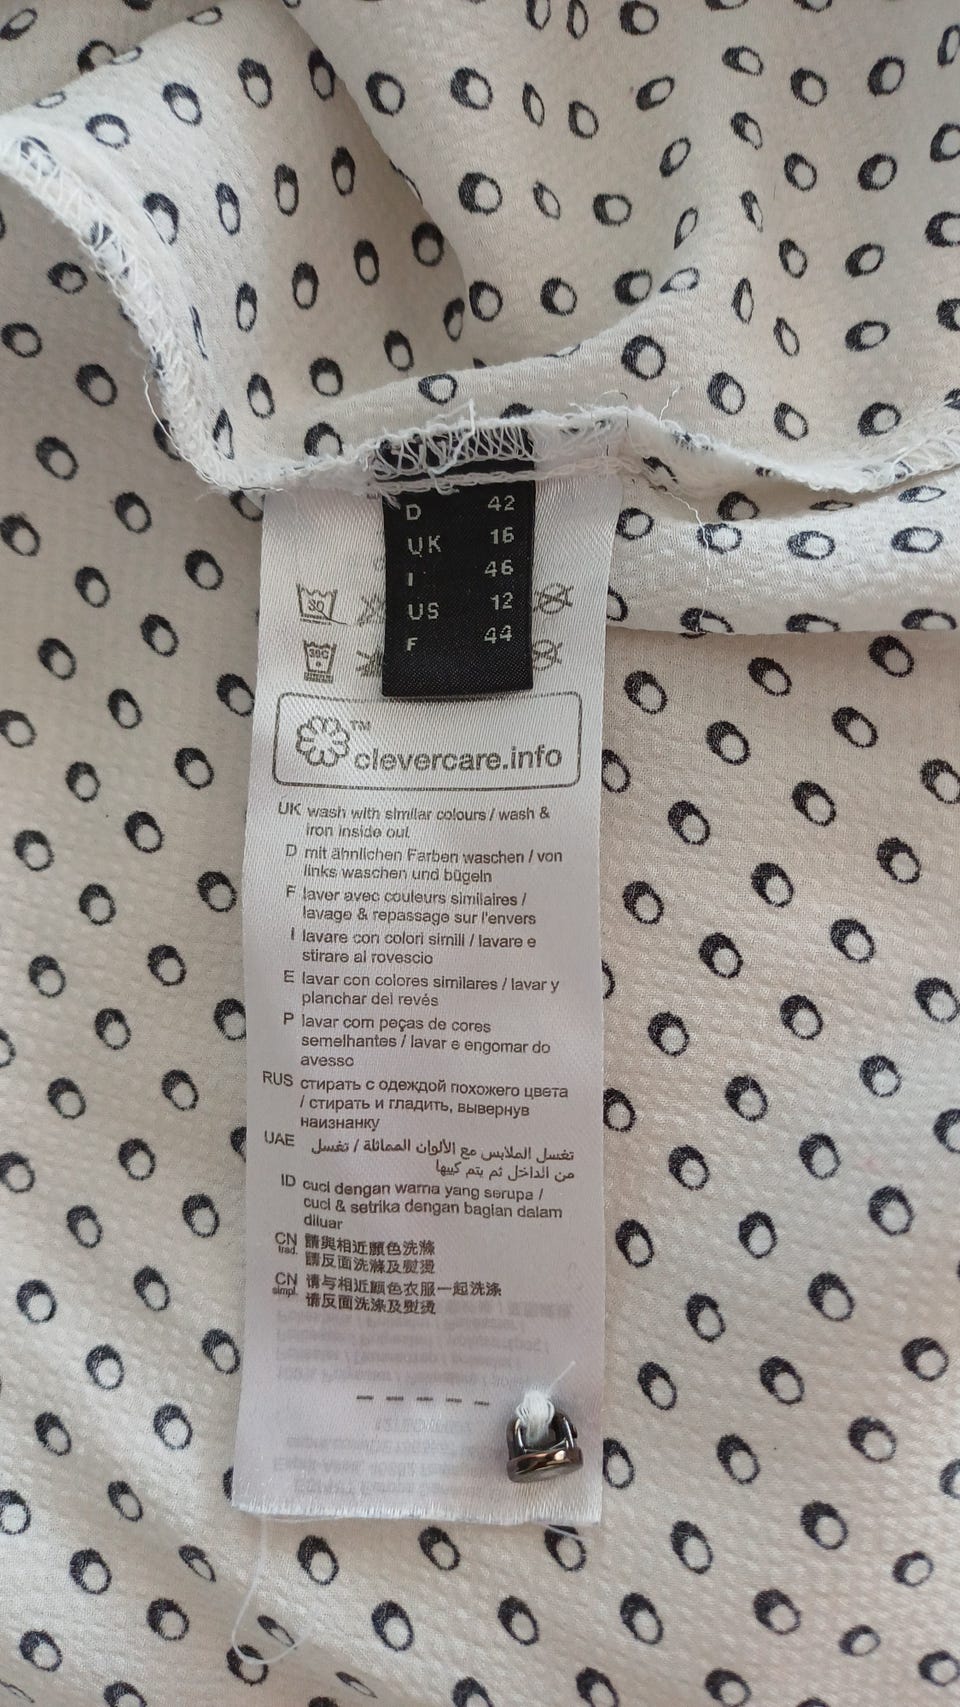 D 42
UK 16
I 46
US 12
F 44
30
30C
TM
clevercare.info
UK wash with similar colours / wash &
iron inside out
D mit ähnlichen Farben waschen / von
links waschen und bügeln
F laver avec couleurs similaires /
lavage & repassage sur l'envers
I lavare con colori simili / lavare e
stirare al rovescio
E lavar con colores similares / lavar y
planchar del revés
P lavar com peças de cores
semelhantes / lavar e engomar do
avesso
RUS стирать с одеждой похожего цвета
/ стирать и гладить, вывернув
наизнанку
UAE تغسل الملابس مع الألوان المماثلة / تغسل
من الداخل ثم يتم كيها
ID cuci dengan warna yang serupa /
cuci & setrika dengan bagian dalam
diluar
CN trad. 請與相近顏色洗滌
請反面洗滌及熨燙
CN simpl. 请与相近颜色衣服一起洗涤
请反面洗涤及熨烫